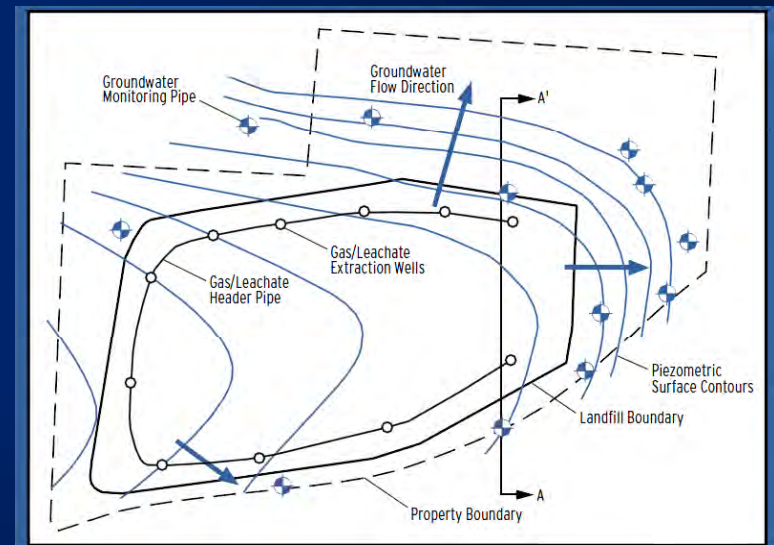 Groundwater
Monitoring Pipe
Groundwater
Flow Direction
A'
Gas/Leachate
Extraction Wells
Gas/Leachate
Header Pipe
Piezometric
Surface Contours
Landfill Boundary
A
Property Boundary